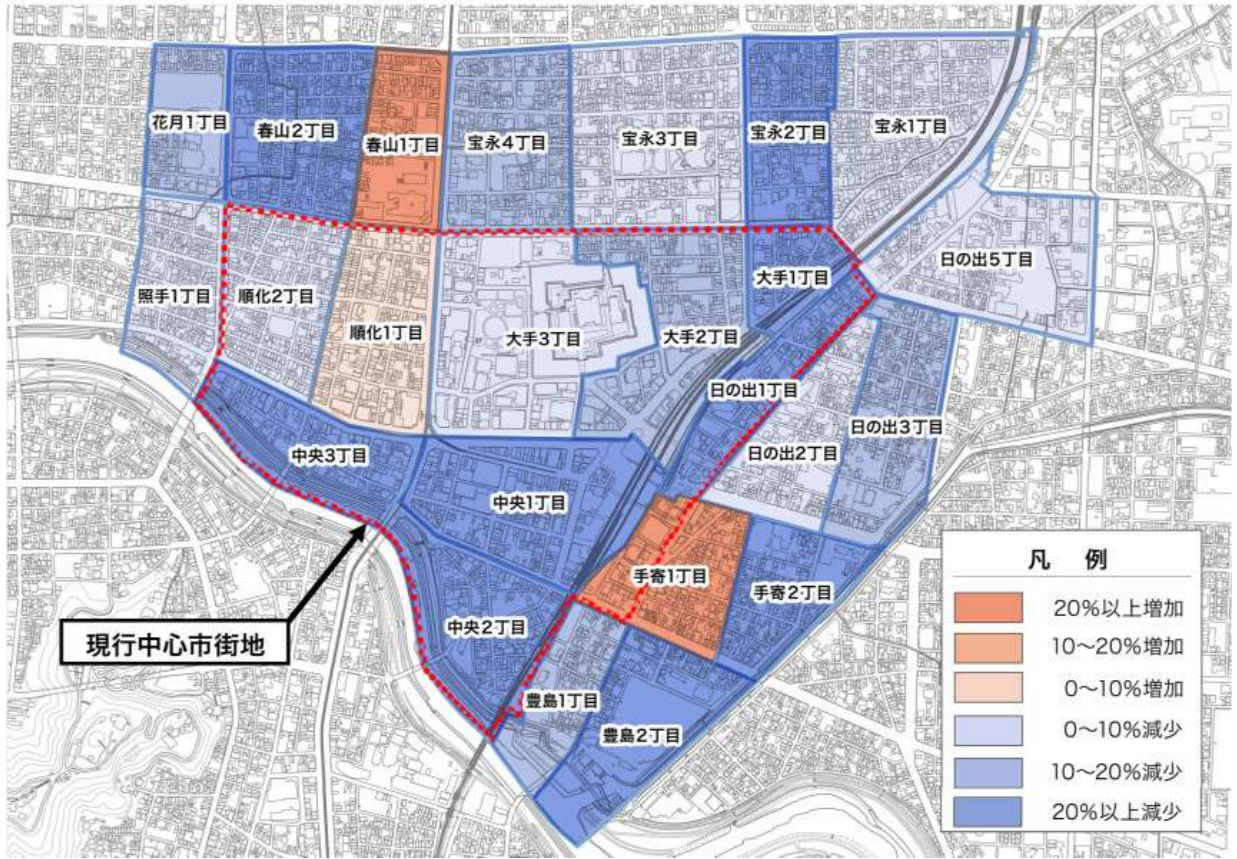 花月1丁目
春山2丁目
春山1丁目
宝永4丁目
宝永3丁目
宝永2丁目
宝永1丁目
照手1丁目
順化2丁目
順化1丁目
大手3丁目
大手2丁目
大手1丁目
日の出5丁目
日の出1丁目
日の出2丁目
日の出3丁目
中央3丁目
中央1丁目
中央2丁目
手寄1丁目
手寄2丁目
豊島1丁目
豊島2丁目
現行中心市街地
凡 例
20%以上増加
10〜20%増加
0〜10%増加
0〜10%減少
10〜20%減少
20%以上減少